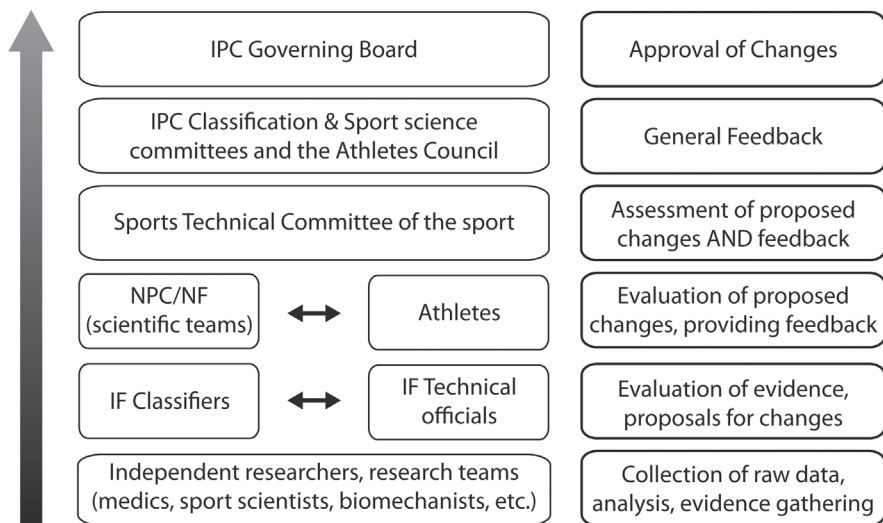 IPC Governing Board
Approval of Changes
IPC Classification & Sport science
committees and the Athletes Council
General Feedback
Sports Technical Committee of the sport
Assessment of proposed
changes AND feedback
NPC/NF
(scientific teams)
Athletes
Evaluation of proposed
changes, providing feedback
IF Classifiers
IF Technical
officials
Evaluation of evidence,
proposals for changes
Independent researchers, research teams
(medics, sport scientists, biomechanists, etc.)
Collection of raw data,
analysis, evidence gathering